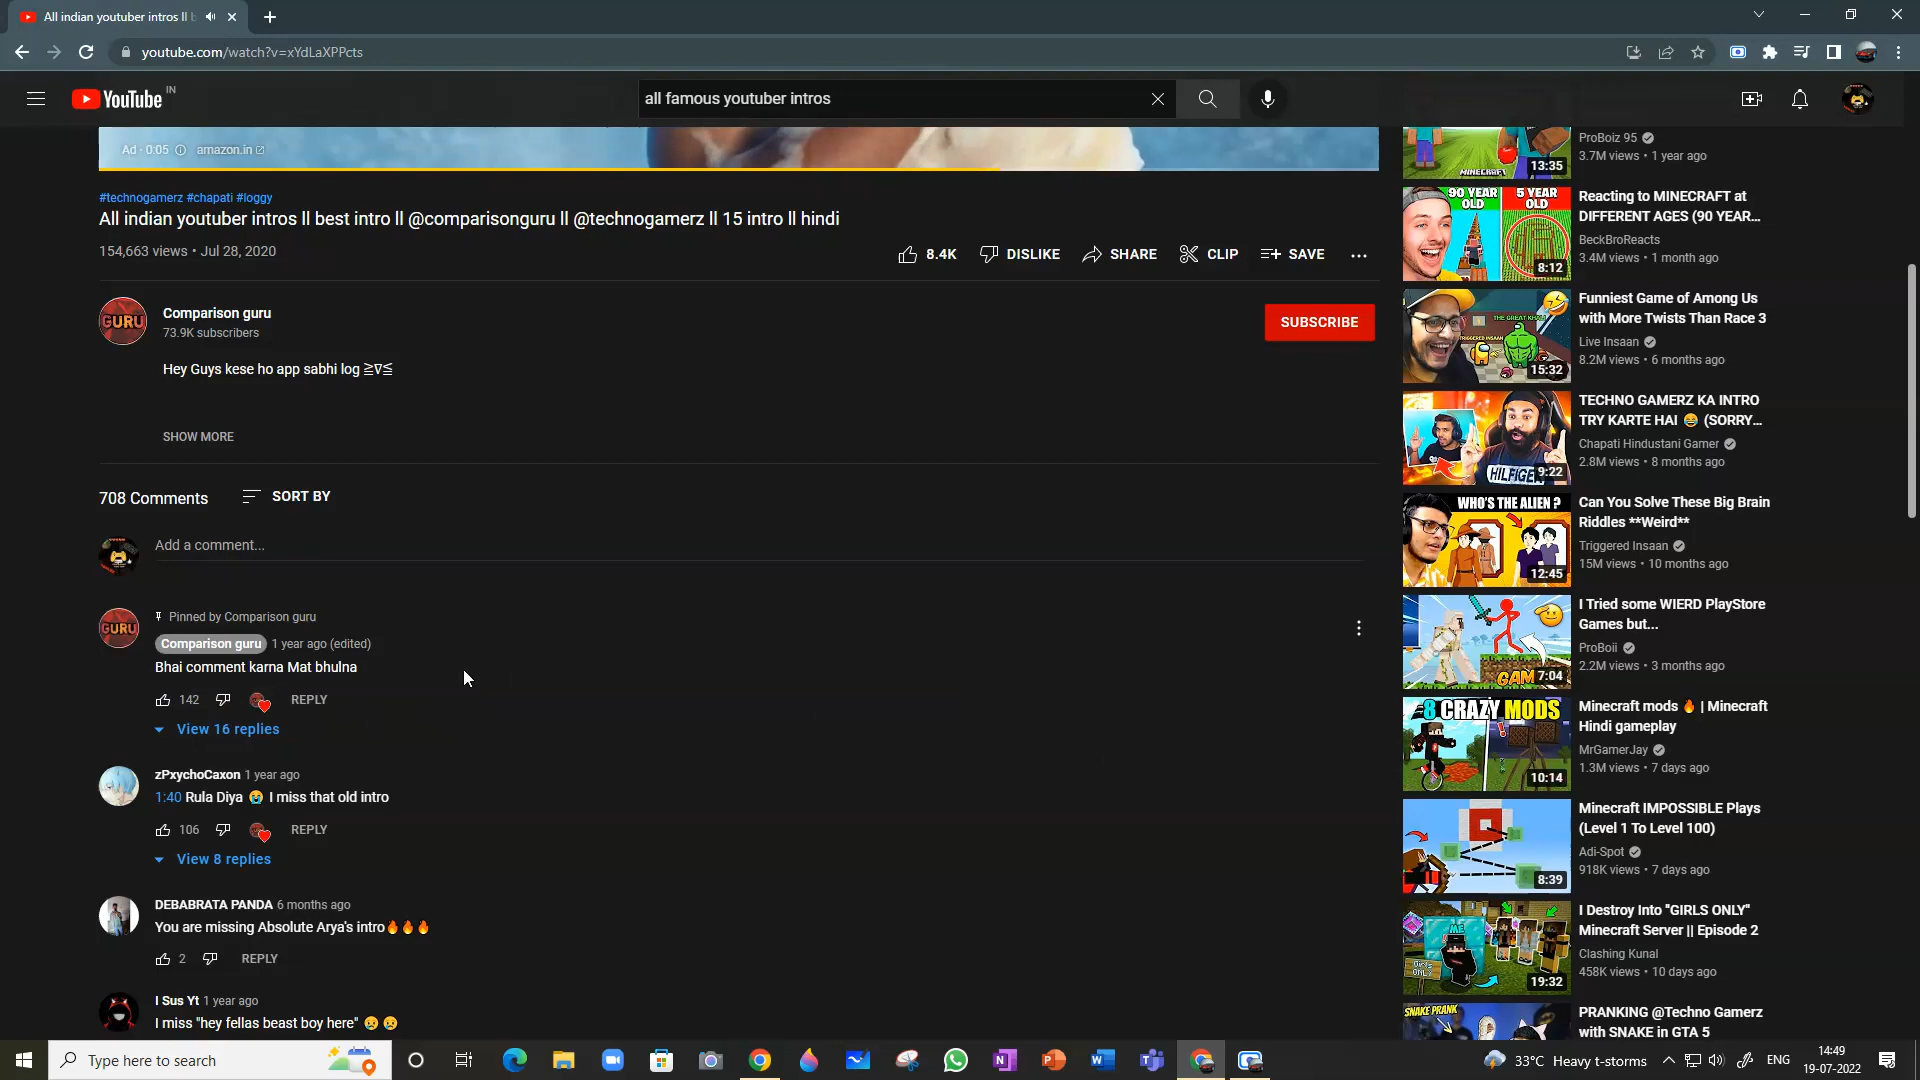 All indian youtuber intros ll b
youtube.com/watch?v=xYdLaXPPcts
YouTube IN
all famous youtuber intros
Ad · 0:05 amazon.in
#technogamerz #chapati #loggy
All indian youtuber intros ll best intro ll @comparisonguru ll @technogamerz ll 15 intro ll hindi
154,663 views • Jul 28, 2020
8.4K DISLIKE SHARE CLIP SAVE
GURU
Comparison guru
73.9K subscribers
SUBSCRIBE
Hey Guys kese ho app sabhi log ≧∇≦
SHOW MORE
708 Comments SORT BY
Add a comment...
GURU
Pinned by Comparison guru
Comparison guru 1 year ago (edited)
Bhai comment karna Mat bhulna
142 REPLY
View 16 replies
zPxychoCaxon 1 year ago
1:40 Rula Diya 😭 I miss that old intro
106 REPLY
View 8 replies
DEBABRATA PANDA 6 months ago
You are missing Absolute Arya's intro🔥🔥🔥
2 REPLY
I Sus Yt 1 year ago
I miss "hey fellas beast boy here" 😢😢
MINECRAFT
13:35
ProBoiz 95
3.7M views • 1 year ago
90 YEAR OLD 5 YEAR OLD
8:12
Reacting to MINECRAFT at
DIFFERENT AGES (90 YEAR...
BeckBroReacts
3.4M views • 1 month ago
THE GREAT KHALI
TRIGGERED INSAAN
15:32
Funniest Game of Among Us
with More Twists Than Race 3
Live Insaan
8.2M views • 6 months ago
HILFIGER
9:22
TECHNO GAMERZ KA INTRO
TRY KARTE HAI 😂 (SORRY...
Chapati Hindustani Gamer
2.8M views • 8 months ago
WHO'S THE ALIEN ?
12:45
Can You Solve These Big Brain
Riddles **Weird**
Triggered Insaan
15M views • 10 months ago
GAM
7:04
I Tried some WIERD PlayStore
Games but...
ProBoii
2.2M views • 3 months ago
8 CRAZY MODS
10:14
Minecraft mods 🔥 | Minecraft
Hindi gameplay
MrGamerJay
1.3M views • 7 days ago
8:39
Minecraft IMPOSSIBLE Plays
(Level 1 To Level 100)
Adi-Spot
918K views • 7 days ago
ME
Girls ONLY
19:32
I Destroy Into "GIRLS ONLY"
Minecraft Server || Episode 2
Clashing Kunal
458K views • 10 days ago
SNAKE PRANK
PRANKING @Techno Gamerz
with SNAKE in GTA 5
Type here to search
33°C Heavy t-storms
ENG
14:49
19-07-2022